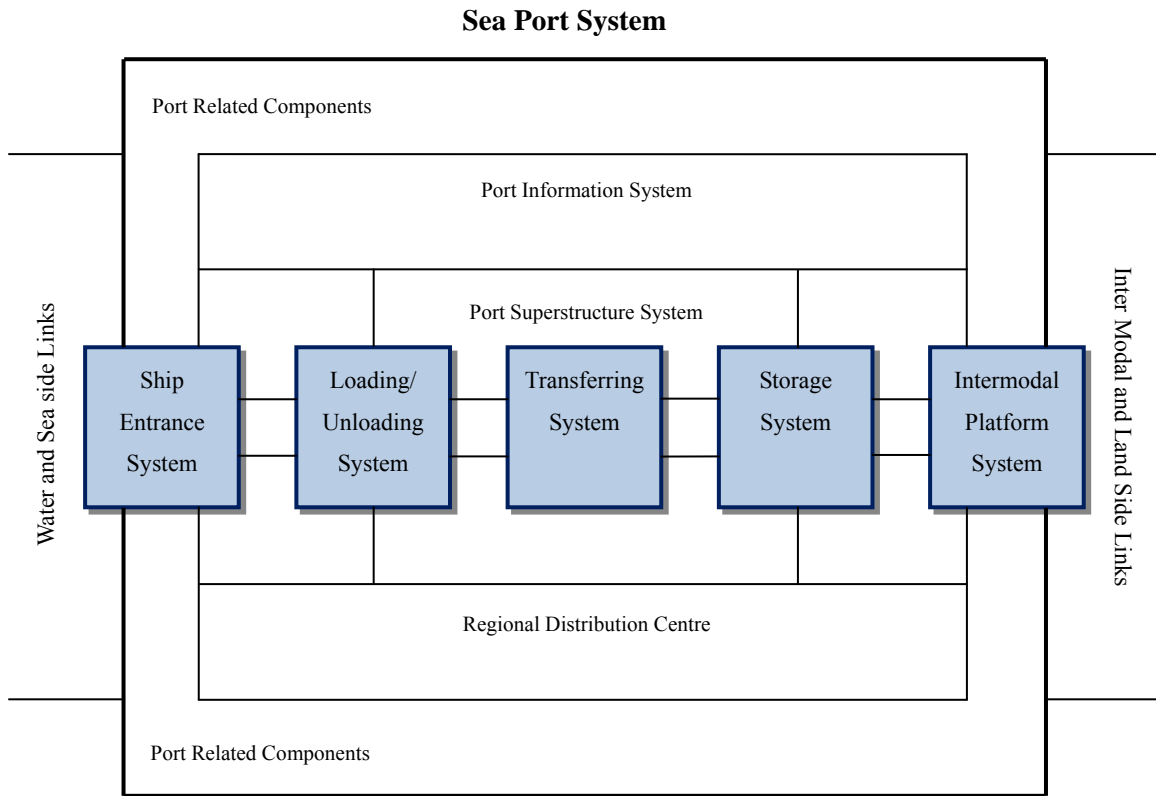 Sea Port System
Port Related Components
Port Information System
Port Superstructure System
Water and Sea side Links
Ship
Entrance
System
Loading/
Unloading
System
Transferring
System
Storage
System
Intermodal
Platform
System
Inter Modal and Land Side Links
Regional Distribution Centre
Port Related Components